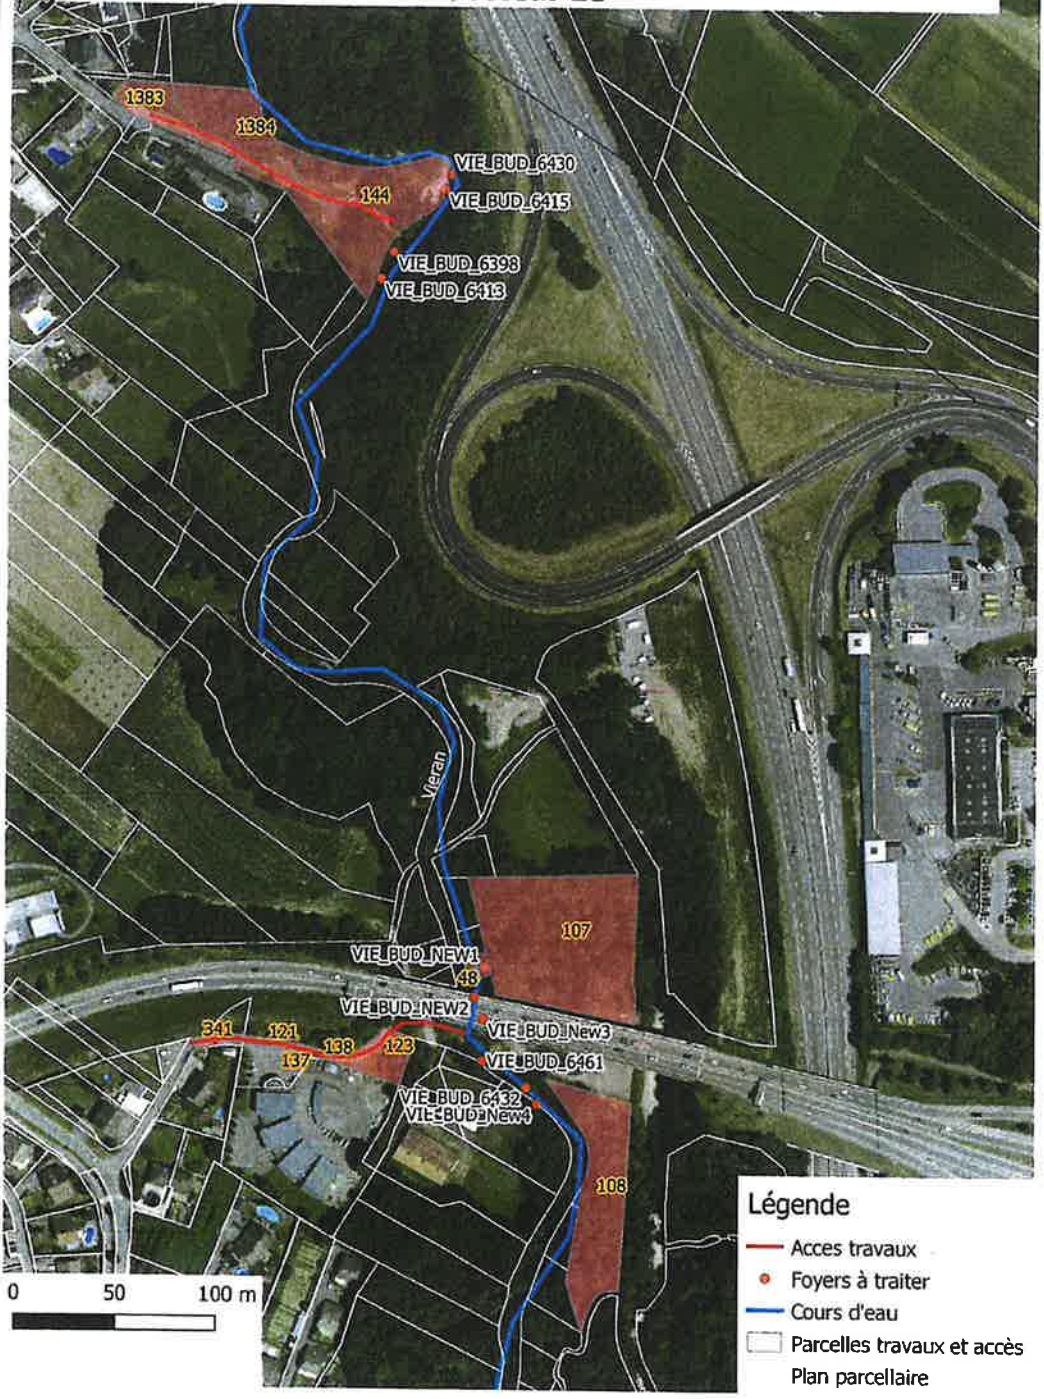 1383
1384
VIE_BUD_6430
144
VIE_BUD_6415
VIE_BUD_6398
VIE_BUD_6413
Vieran
107
VIE_BUD_NEW1
48
VIE_BUD_NEW2
VIE_BUD_New3
341
121
138
123
137
VIE_BUD_6461
VIE_BUD_6432
VIE_BUD_New4
108
Légende
Acces travaux
Foyers à traiter
Cours d'eau
Parcelles travaux et accès
Plan parcellaire
0 50 100 m